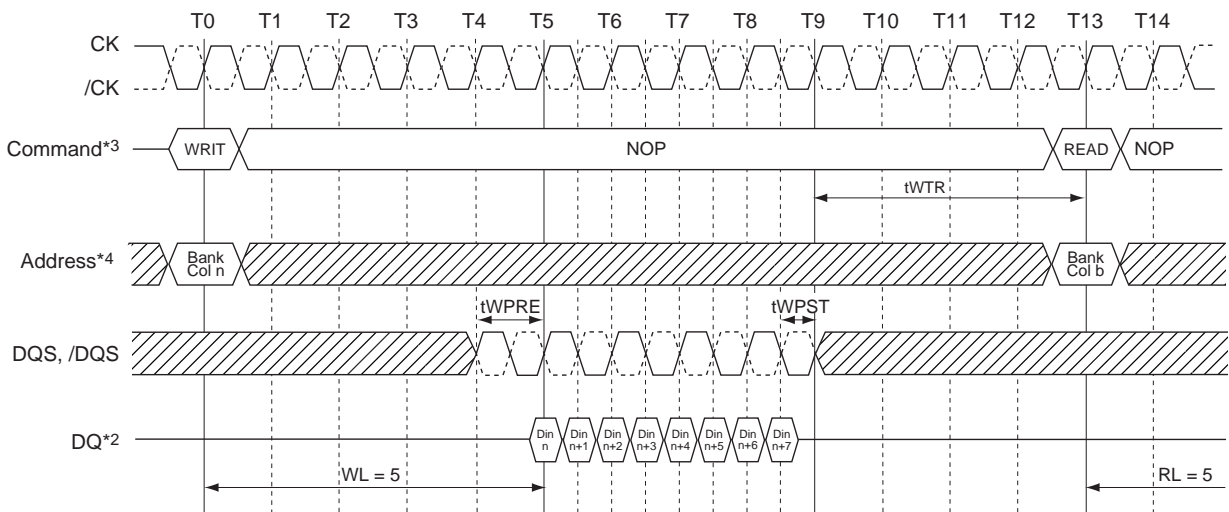 T0 T1 T2 T3 T4 T5 T6 T7 T8 T9 T10 T11 T12 T13 T14
CK
/CK
Command*3 WRIT NOP READ NOP
tWTR
Address*4 Bank Col n Bank Col b
tWPRE tWPST
DQS, /DQS
DQ*2 Din n Din n+1 Din n+2 Din n+3 Din n+4 Din n+5 Din n+6 Din n+7
WL = 5 RL = 5